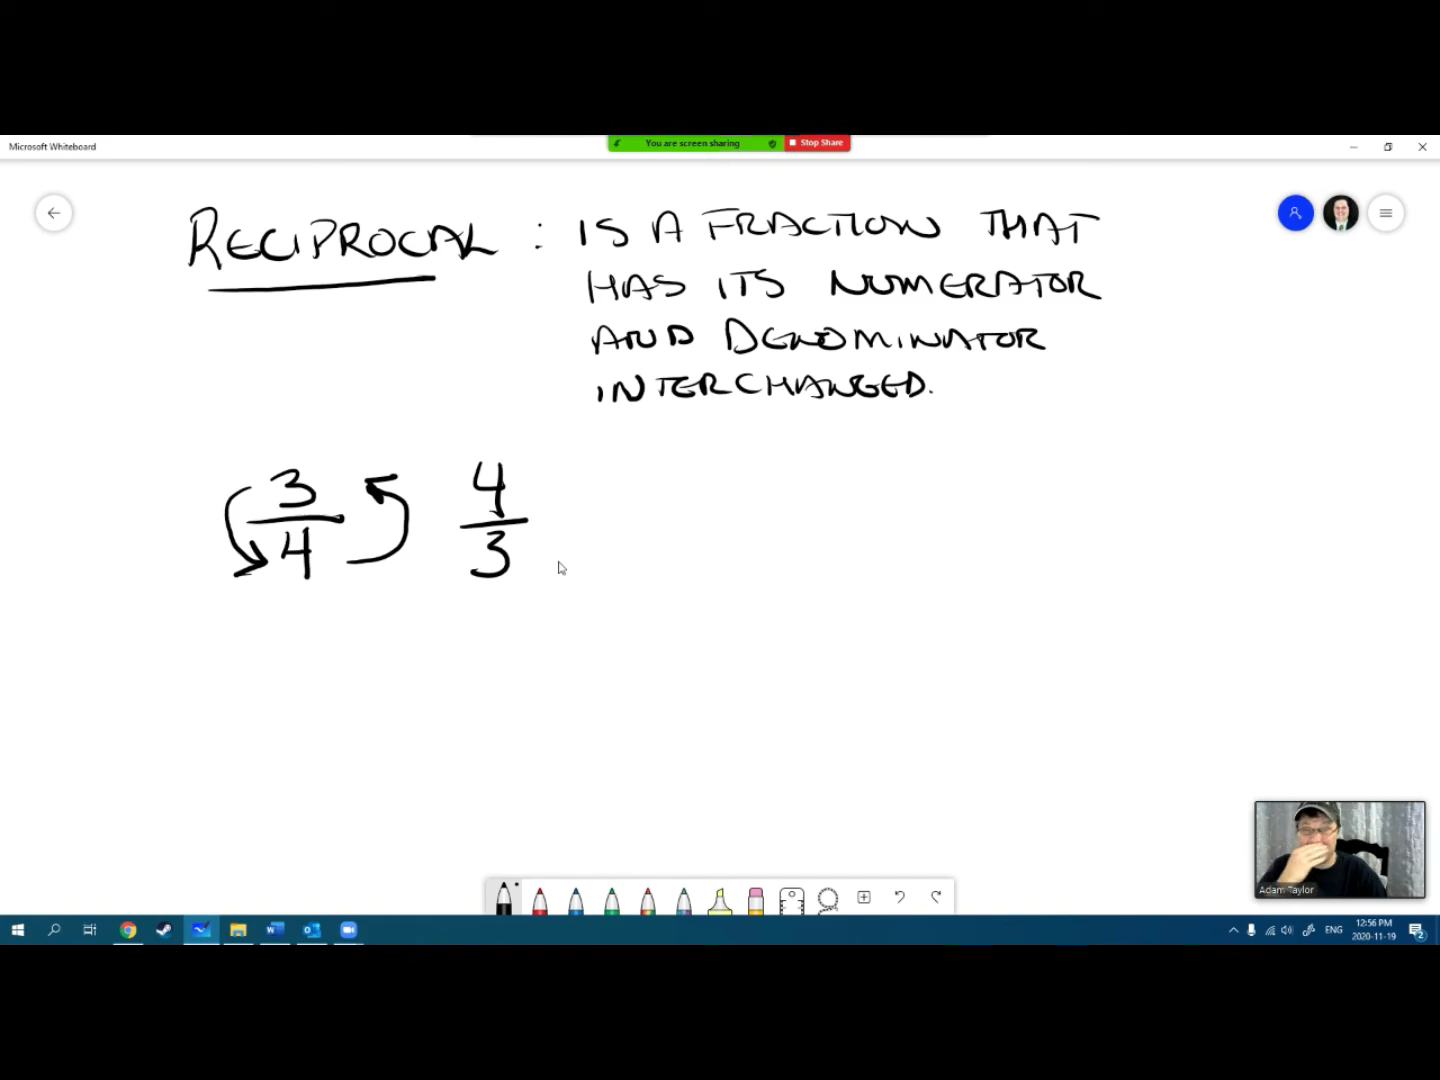 Microsoft Whiteboard
You are screen sharing
Stop Share
RECIPROCAL : IS A FRACTION THAT
HAS ITS NUMERATOR
AND DENOMINATOR
INTERCHANGED.
3 4
4 3
Adam Taylor
ENG
12:56 PM
2020-11-19
2